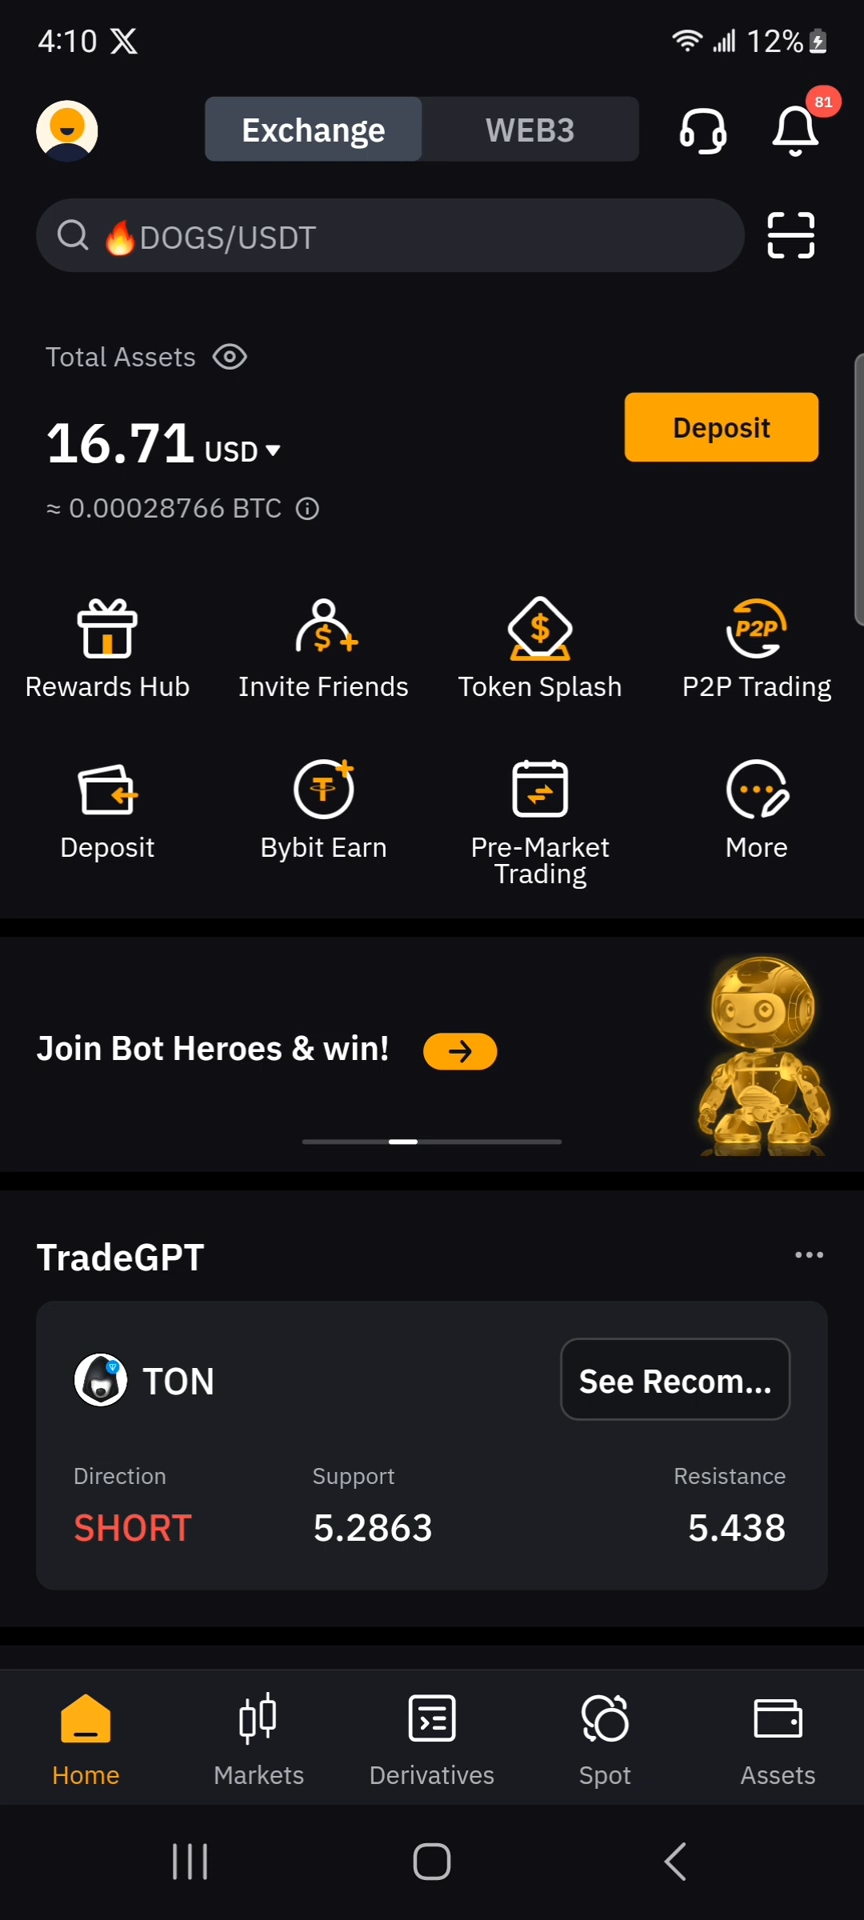 4:10 X 12%
Exchange WEB3 81
🔥DOGS/USDT
Total Assets
16.71 USD
Deposit
≈ 0.00028766 BTC
Rewards Hub Invite Friends Token Splash P2P Trading
Deposit Bybit Earn Pre-Market Trading More
Join Bot Heroes & win!
TradeGPT
TON See Recom...
Direction Support Resistance
SHORT 5.2863 5.438
Home Markets Derivatives Spot Assets